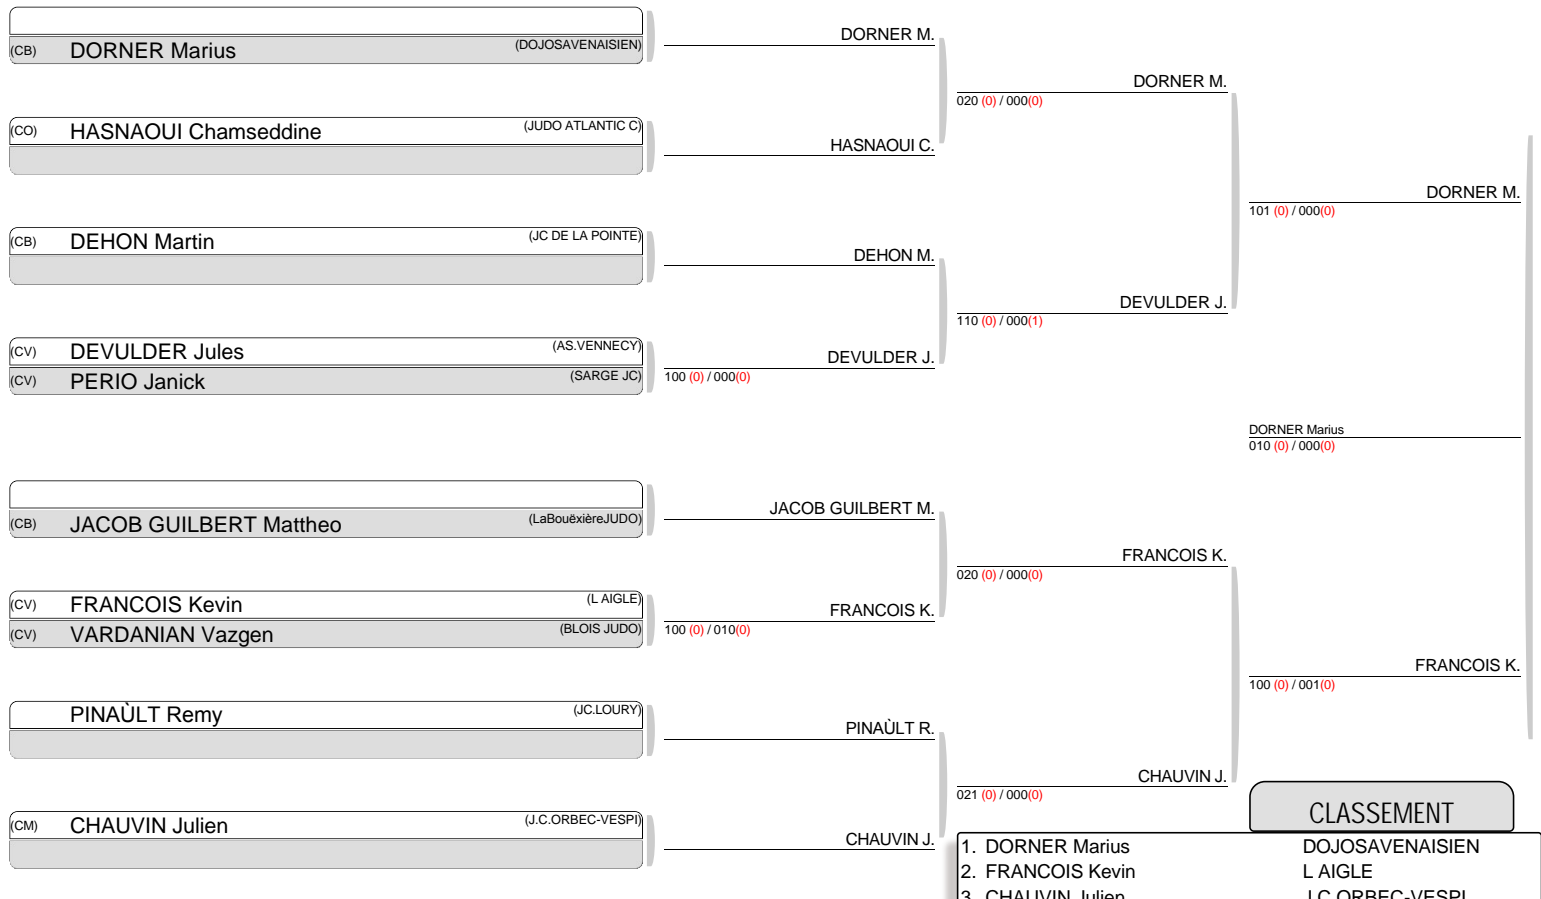 (CB) DORNER Marius (DOJOSAVENAISIEN)
(CO) HASNAOUI Chamseddine (JUDO ATLANTIC C)
(CB) DEHON Martin (JC DE LA POINTE)
(CV) DEVULDER Jules (AS.VENNECY)
(CV) PERIO Janick (SARGE JC)
(CB) JACOB GUILBERT Mattheo (LaBouëxièreJUDO)
(CV) FRANCOIS Kevin (L AIGLE)
(CV) VARDANIAN Vazgen (BLOIS JUDO)
PINAÙLT Remy (JC.LOURY)
(CM) CHAUVIN Julien (J.C.ORBEC-VESPI)
DORNER M.
HASNAOUI C.
DEHON M.
DEVULDER J.
100 (0) / 000(0)
JACOB GUILBERT M.
FRANCOIS K.
100 (0) / 010(0)
PINAÙLT R.
CHAUVIN J.
DORNER M.
020 (0) / 000(0)
DEVULDER J.
110 (0) / 000(1)
FRANCOIS K.
020 (0) / 000(0)
CHAUVIN J.
021 (0) / 000(0)
DORNER M.
101 (0) / 000(0)
DORNER Marius
010 (0) / 000(0)
FRANCOIS K.
100 (0) / 001(0)
CLASSEMENT
1. DORNER Marius DOJOSAVENAISIEN
2. FRANCOIS Kevin L AIGLE
3. CHAUVIN Julien J.C.ORBEC-VESPI